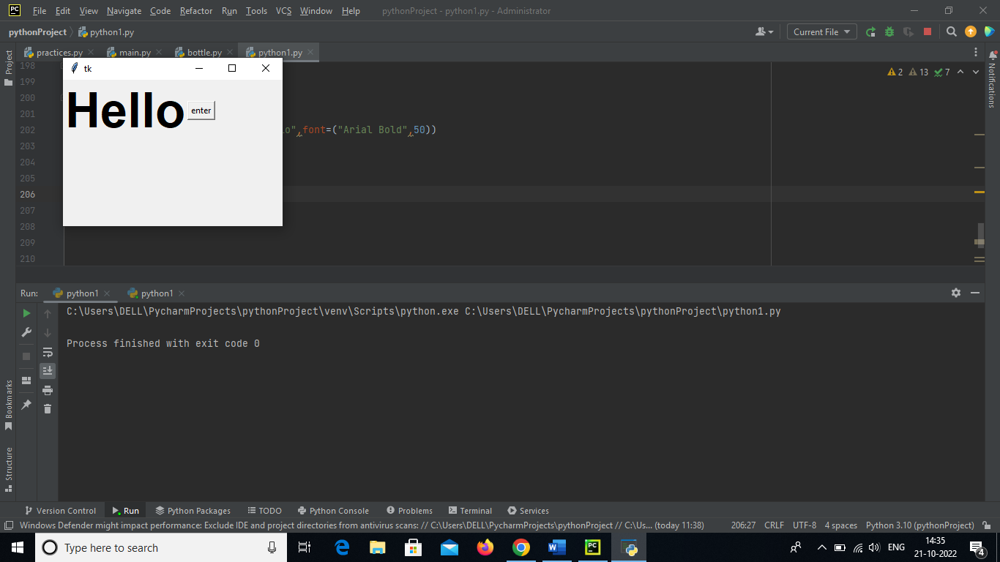 PC File Edit View Navigate Code Refactor Run Tools VCS Window Help pythonProject - python1.py - Administrator
pythonProject python1.py Current File
practices.py main.py bottle.py python1.py
Project
Notifications
tk
Hello enter
198
199
200
201
202 o",font=("Arial Bold",50))
203
204
205
206
207
208
209
210
2 13 7
Run: python1 python1
C:\Users\DELL\PycharmProjects\pythonProject\venv\Scripts\python.exe C:\Users\DELL\PycharmProjects\pythonProject\python1.py
Process finished with exit code 0
Bookmarks
Structure
Version Control Run Python Packages TODO Python Console Problems Terminal Services
Windows Defender might impact performance: Exclude IDE and project directories from antivirus scans: // C:\Users\DELL\PycharmProjects\pythonProject // C:\Us... (today 11:38) 206:27 CRLF UTF-8 4 spaces Python 3.10 (pythonProject)
Type here to search W PC ENG 14:35
21-10-2022 4